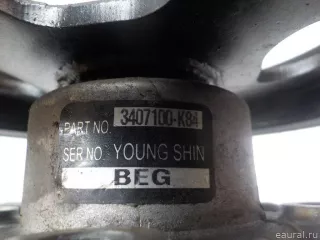 PART NO. 3407100-K84
SER NO. YOUNG SHIN
BEG
eaural.ru